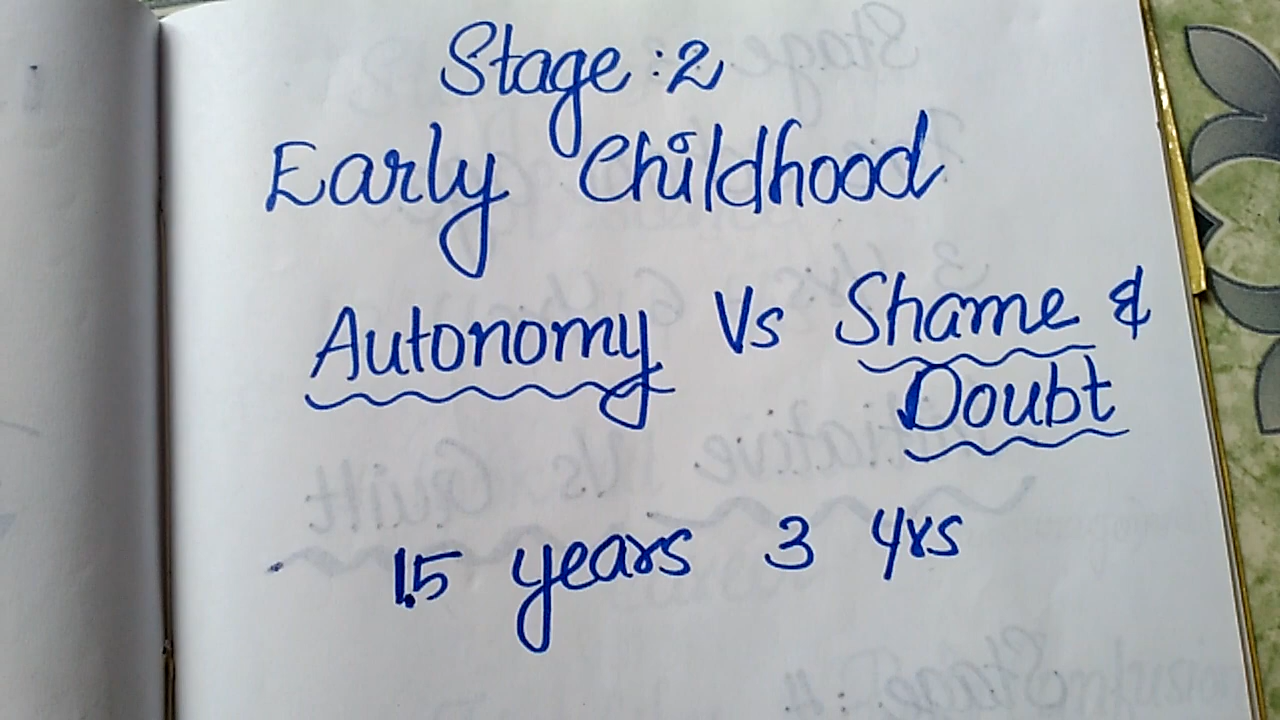 Stage : 2
Early Childhood
Autonomy Vs Shame &
Doubt
1.5 years 3 yrs